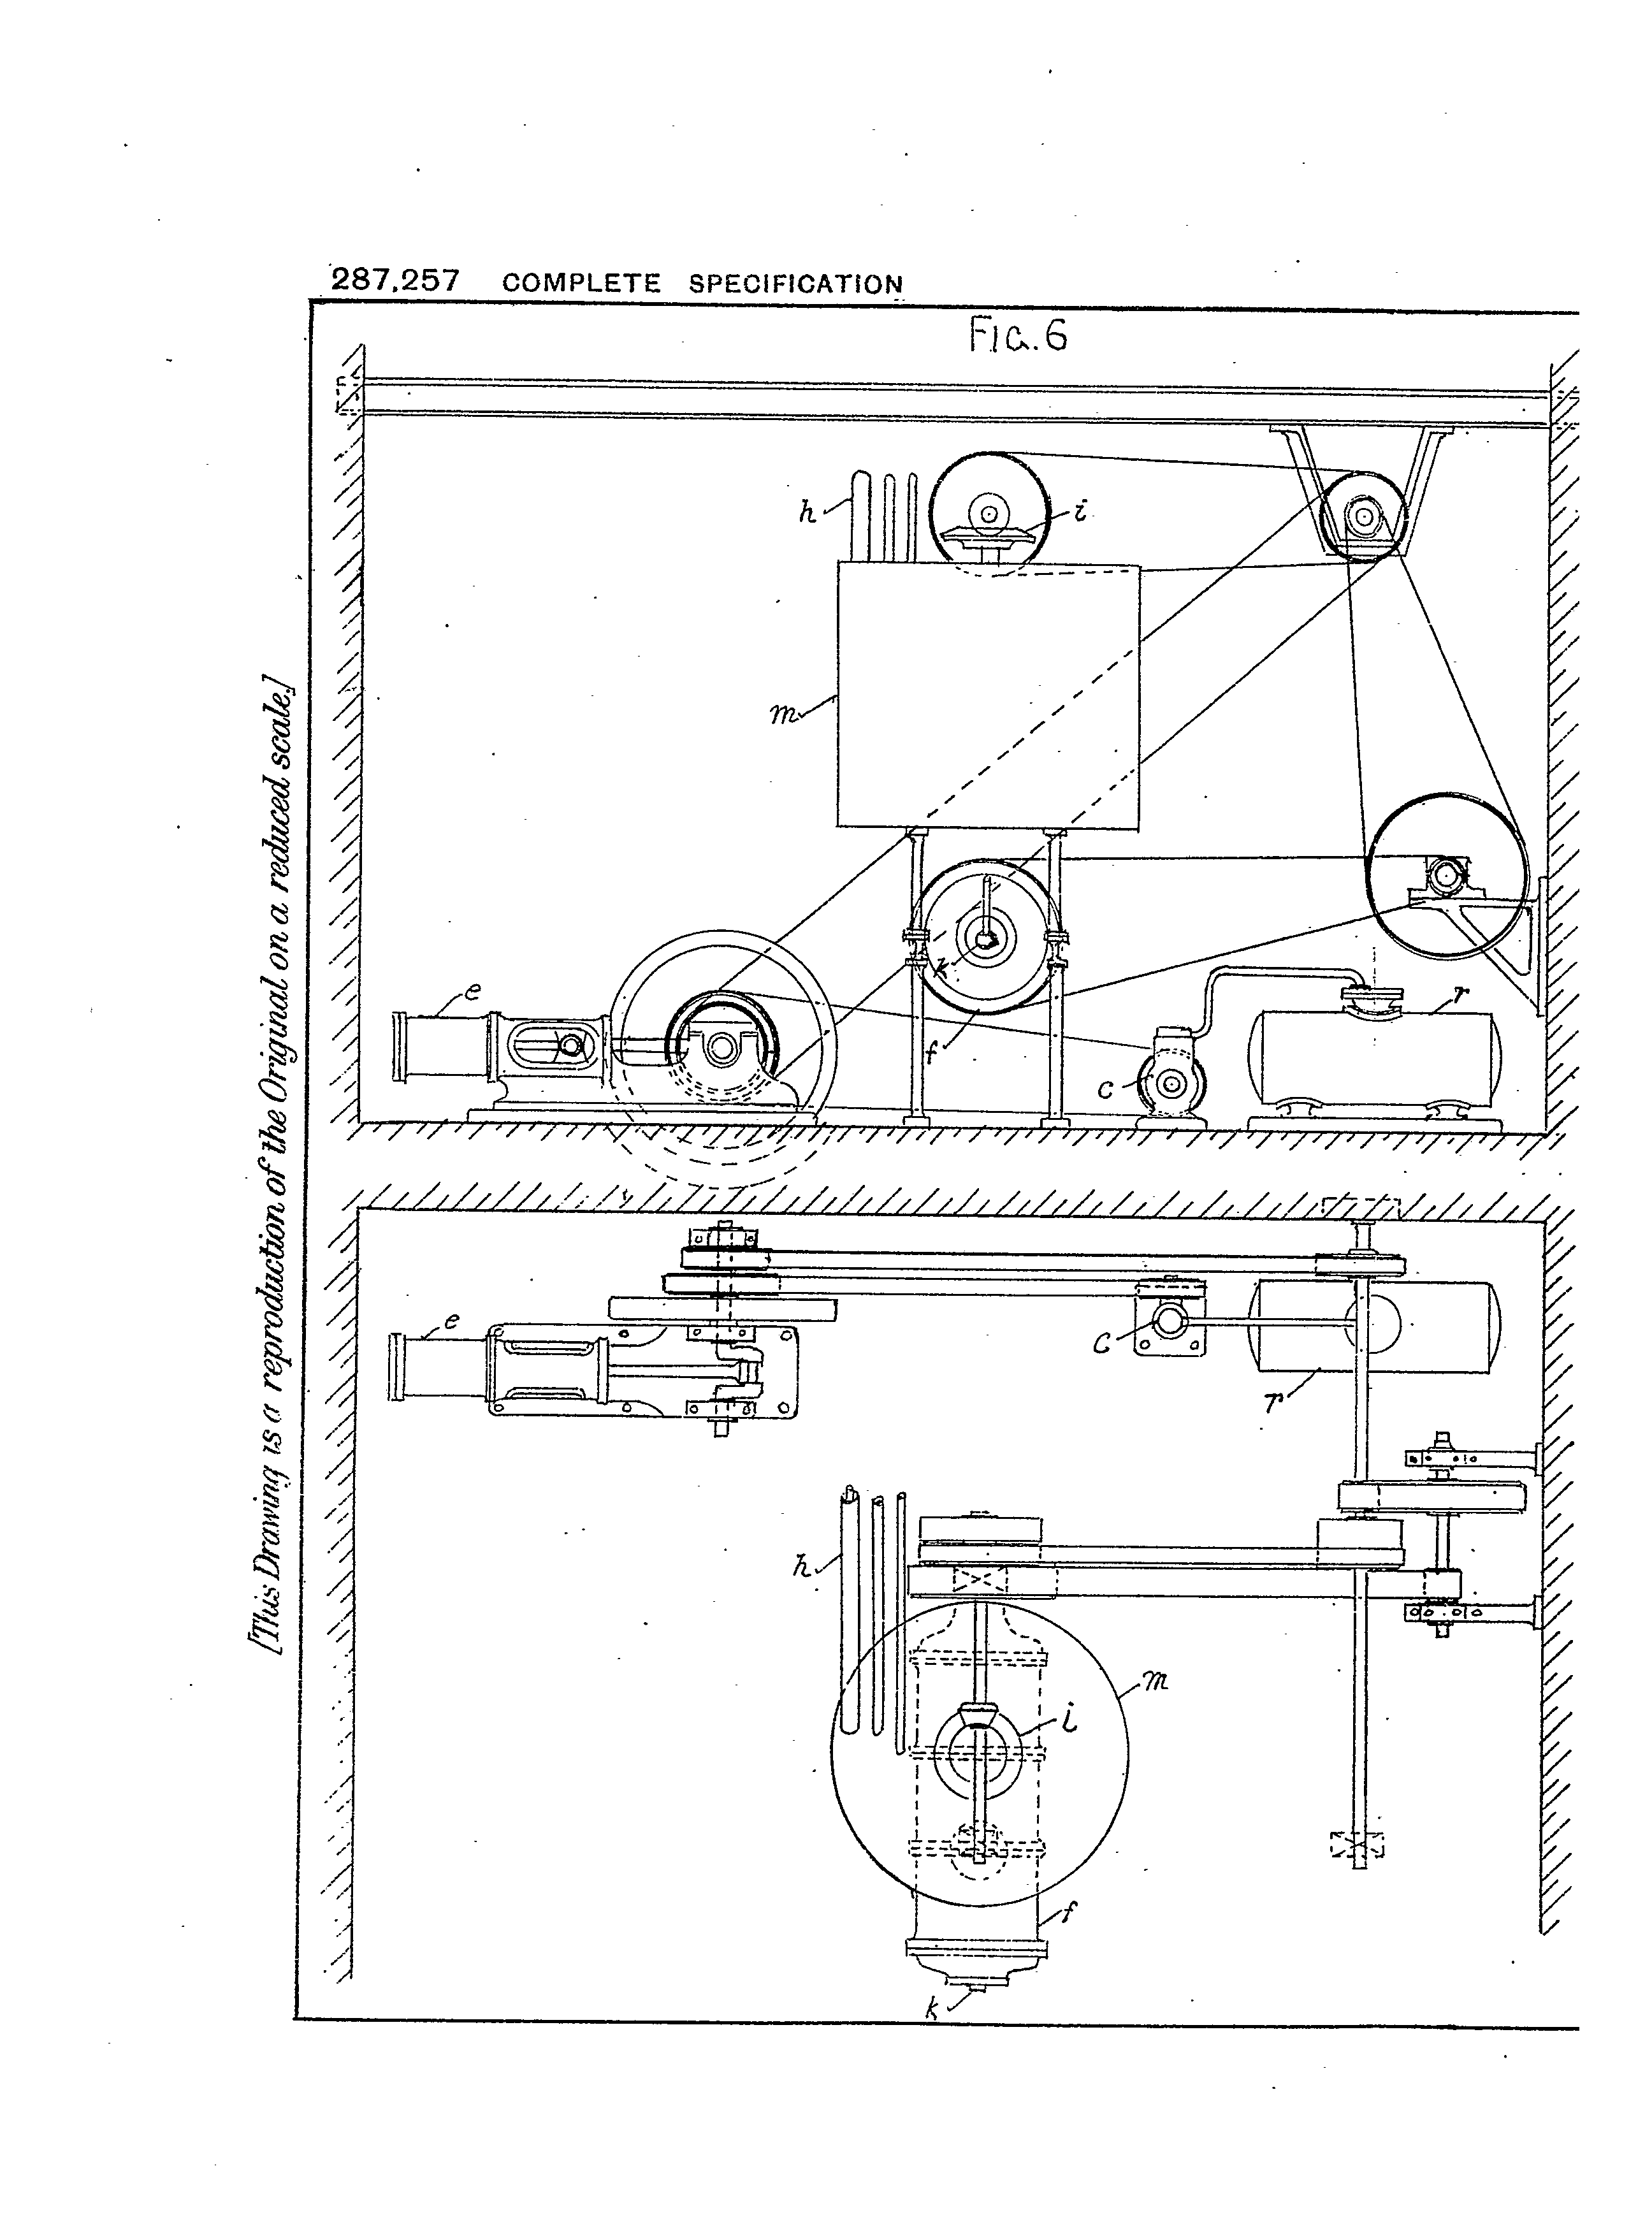 287,257 COMPLETE SPECIFICATION
FIG. 6
[This Drawing is a reproduction of the Original on a reduced scale.]
h
i
m
k
e
r
f
c
e
C
r
h
m
i
f
k